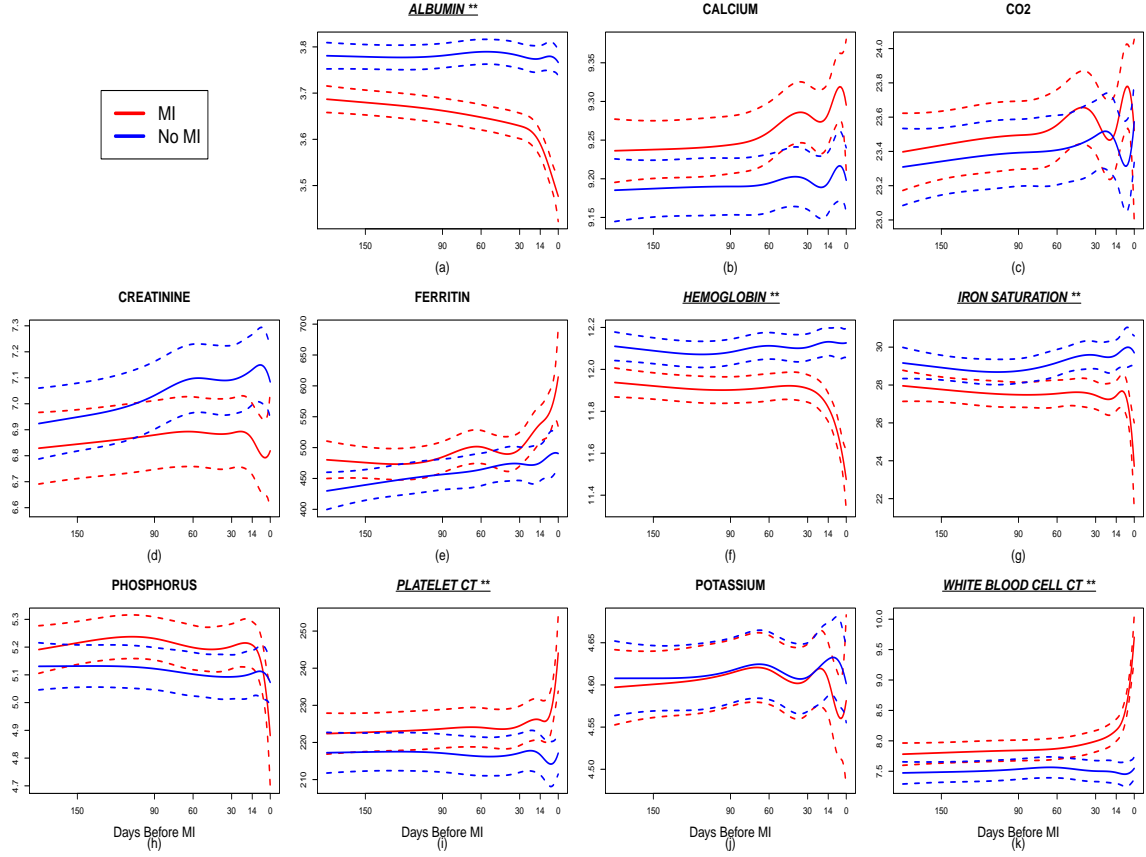 ALBUMIN **
CALCIUM
CO2
MI
No MI
3.5 3.6 3.7 3.8
150 90 60 30 14 0
(a)
9.15 9.20 9.25 9.30 9.35
150 90 60 30 14 0
(b)
23.0 23.2 23.4 23.6 23.8 24.0
150 90 60 30 14 0
(c)
CREATININE
FERRITIN
HEMOGLOBIN **
IRON SATURATION **
6.6 6.7 6.8 6.9 7.0 7.1 7.2 7.3
150 90 60 30 14 0
(d)
400 450 500 550 600 650 700
150 90 60 30 14 0
(e)
11.4 11.6 11.8 12.0 12.2
150 90 60 30 14 0
(f)
22 24 26 28 30
150 90 60 30 14 0
(g)
PHOSPHORUS
PLATELET CT **
POTASSIUM
WHITE BLOOD CELL CT **
4.7 4.8 4.9 5.0 5.1 5.2 5.3
150 90 60 30 14 0
Days Before MI
(h)
210 220 230 240 250
150 90 60 30 14 0
Days Before MI
(i)
4.50 4.55 4.60 4.65
150 90 60 30 14 0
Days Before MI
(j)
7.5 8.0 8.5 9.0 9.5 10.0
150 90 60 30 14 0
Days Before MI
(k)